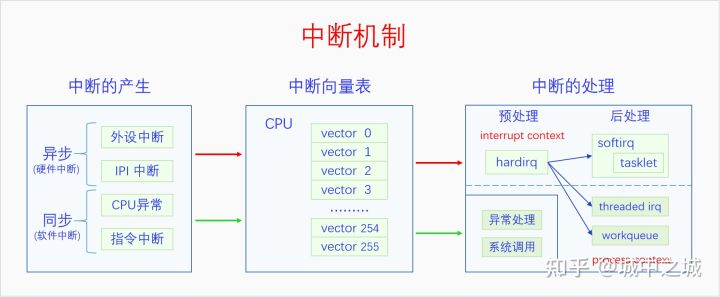 中断机制
中断的产生
异步
(硬件中断)
外设中断
IPI 中断
同步
(软件中断)
CPU异常
指令中断
中断向量表
CPU
vector 0
vector 1
vector 2
vector 3
………
vector 254
vector 255
中断的处理
预处理
interrupt context
hardirq
后处理
softirq
tasklet
threaded irq
workqueue
process context
异常处理
系统调用
知乎 @城中之城